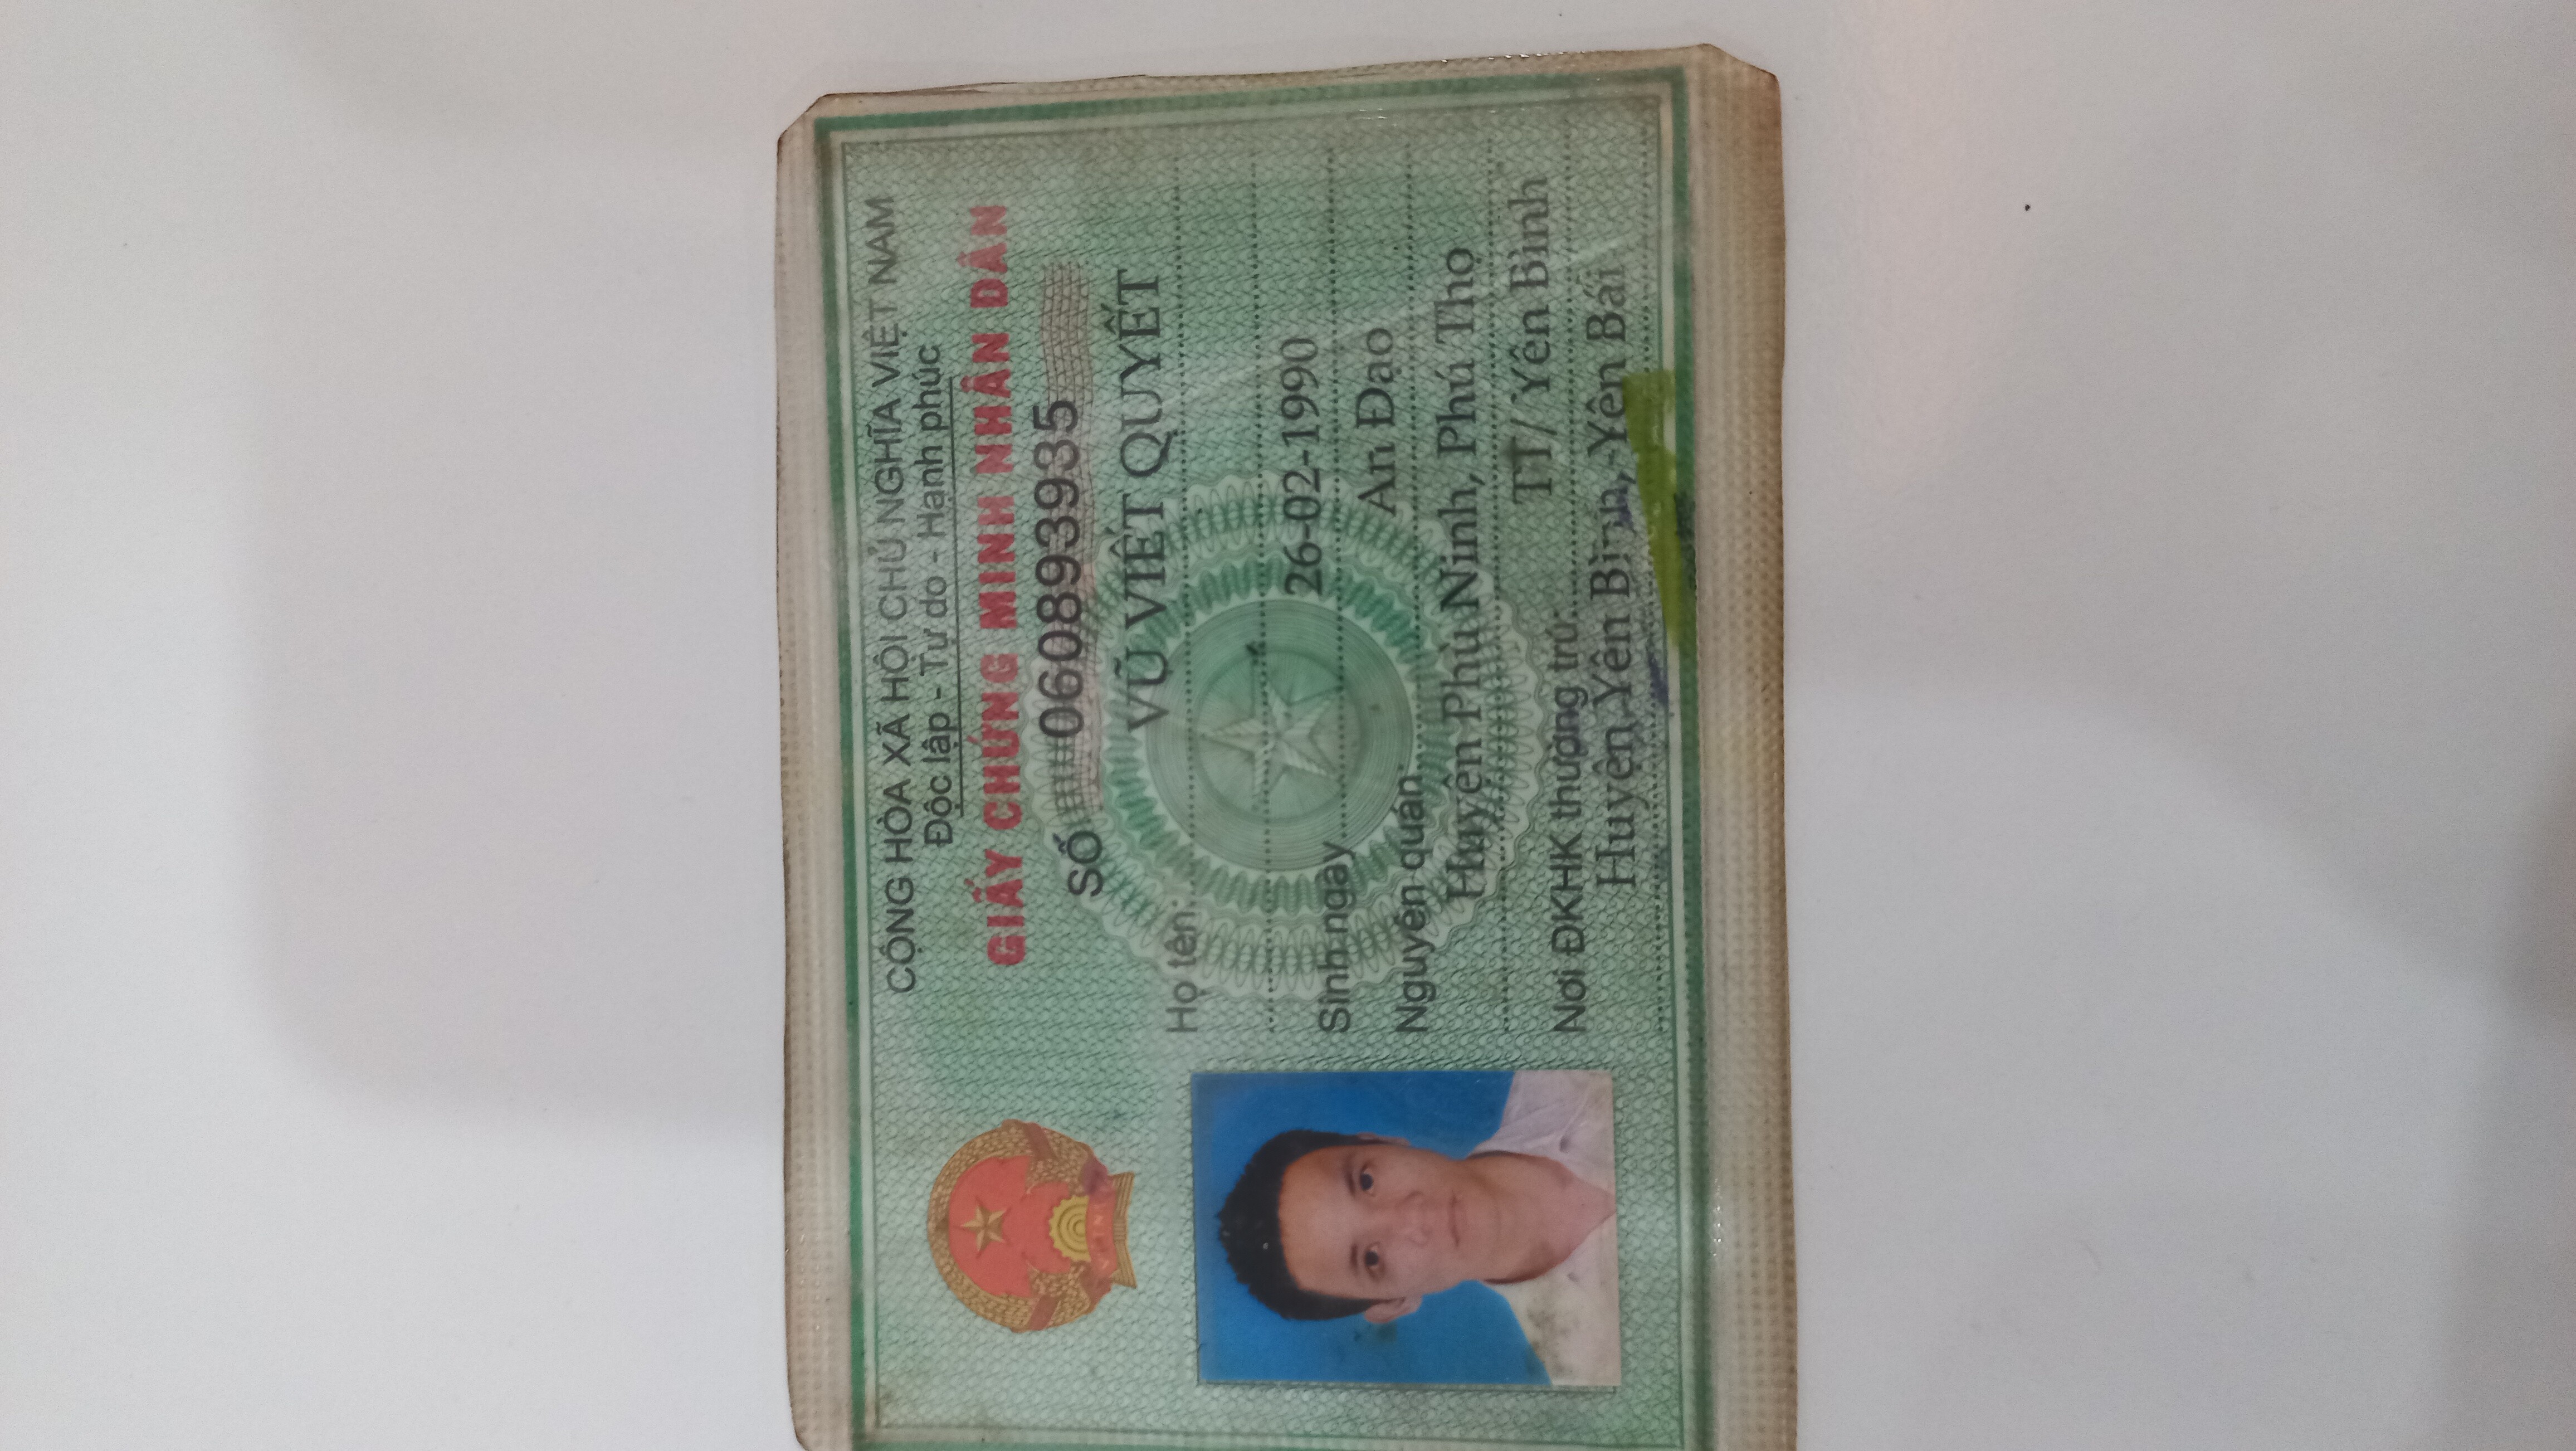 CỘNG HÒA XÃ HỘI CHỦ NGHĨA VIỆT NAM
Độc lập - Tự do - Hạnh phúc
GIẤY CHỨNG MINH NHÂN DÂN
SỐ 060893935
Họ tên: VŨ VIẾT QUYẾT
Sinh ngày 26-02-1990
Nguyên quán An Đạo
Huyện Phù Ninh, Phú Thọ
Nơi ĐKHK thường trú: TT/ Yên Bình
Huyện Yên Bình, Yên Bái